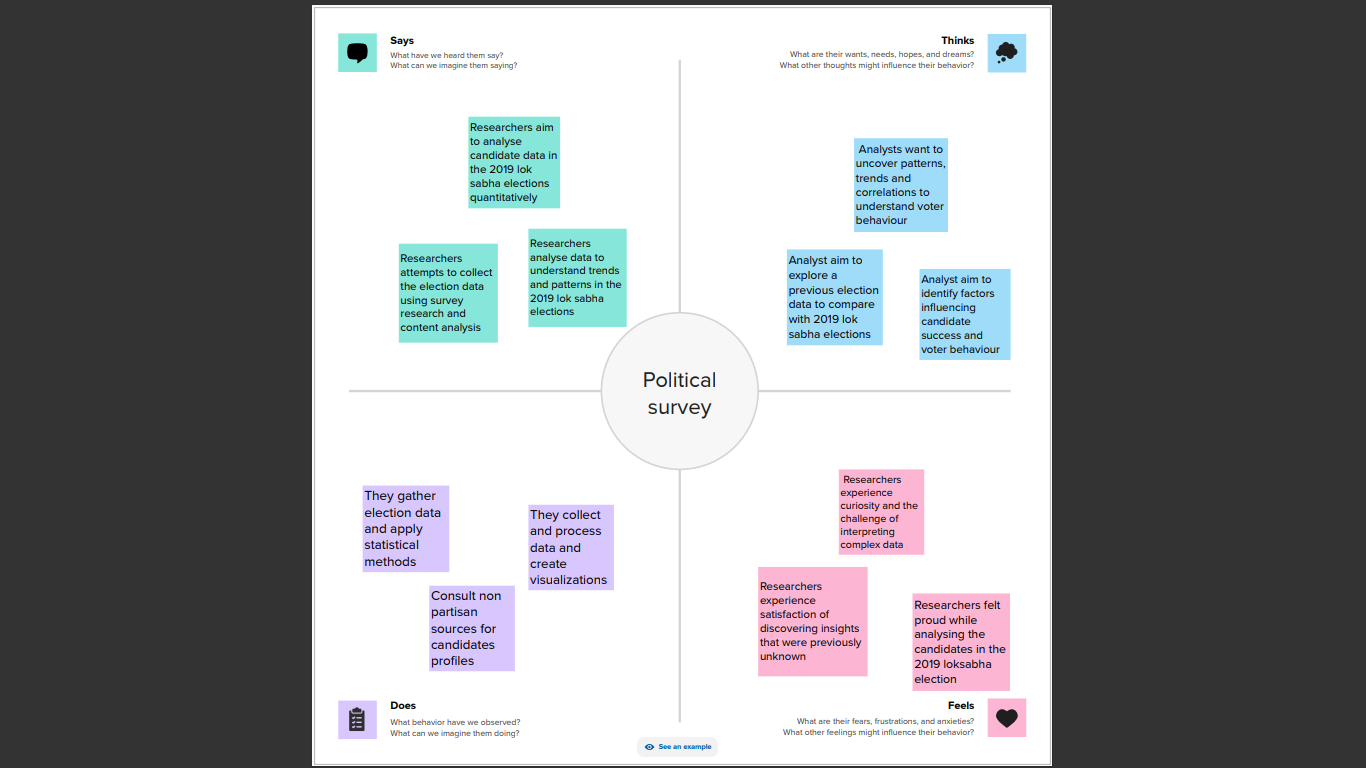 Says
What have we heard them say?
What can we imagine them saying?
Thinks
What are their wants, needs, hopes, and dreams?
What other thoughts might influence their behavior?
Researchers aim
to analyse
candidate data in
the 2019 lok
sabha elections
quantitatively
Researchers
attempts to collect
the election data
using survey
research and
content analysis
Researchers
analyse data to
understand trends
and patterns in the
2019 lok sabha
elections
Analysts want to
uncover patterns,
trends and
correlations to
understand voter
behaviour
Analyst aim to
explore a
previous election
data to compare
with 2019 lok
sabha elections
Analyst aim to
identify factors
influencing
candidate
success and
voter behaviour
Political
survey
They gather
election data
and apply
statistical
methods
They collect
and process
data and
create
visualizations
Consult non
partisan
sources for
candidates
profiles
Researchers
experience
curiosity and the
challenge of
interpreting
complex data
Researchers
experience
satisfaction of
discovering insights
that were previously
unknown
Researchers felt
proud while
analysing the
candidates in the
2019 loksabha
election
Does
What behavior have we observed?
What can we imagine them doing?
Feels
What are their fears, frustrations, and anxieties?
What other feelings might influence their behavior?
See an example